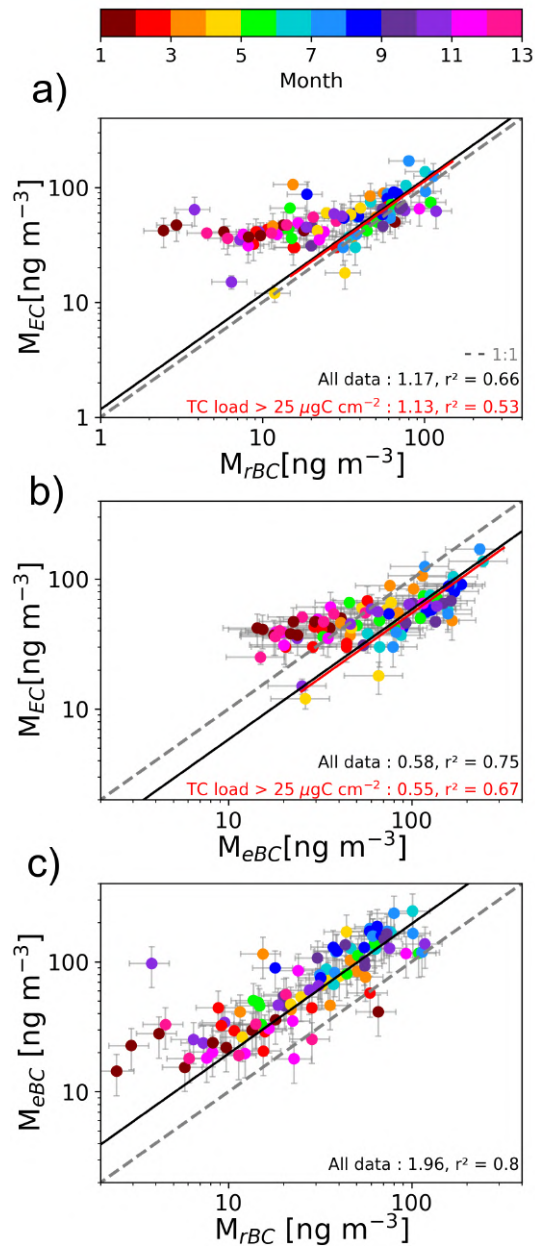 1 3 5 7 9 11 13
Month
a)
M_EC[ng m⁻³]
100
10
1
1 10 100
M_rBC[ng m⁻³]
1:1
All data : 1.17, r² = 0.66
TC load > 25 μgC cm⁻² : 1.13, r² = 0.53
b)
M_EC[ng m⁻³]
100
10
10 100
M_eBC[ng m⁻³]
All data : 0.58, r² = 0.75
TC load > 25 μgC cm⁻² : 0.55, r² = 0.67
c)
M_eBC[ng m⁻³]
100
10
10 100
M_rBC[ng m⁻³]
All data : 1.96, r² = 0.8